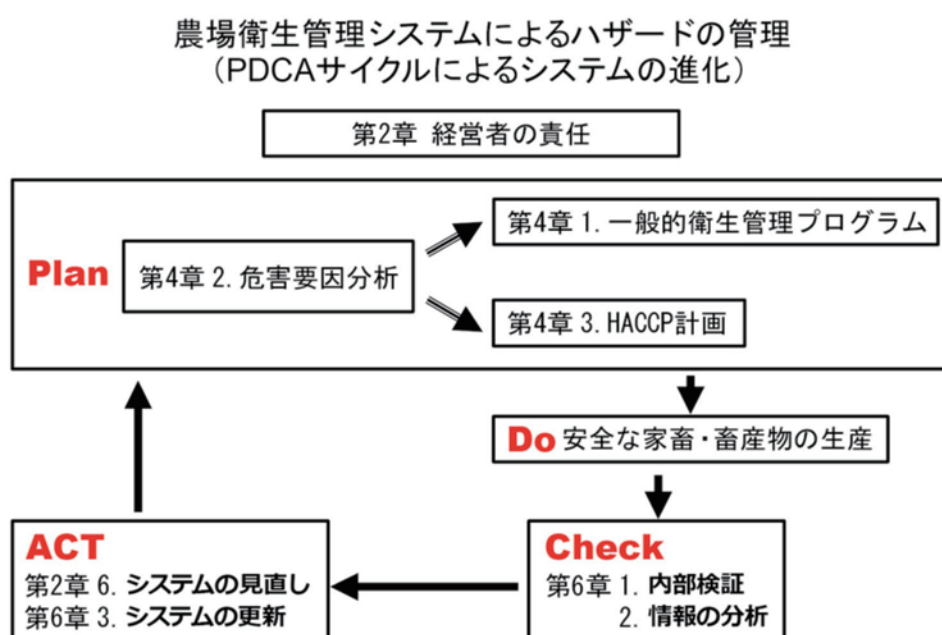 農場衛生管理システムによるハザードの管理
（PDCAサイクルによるシステムの進化）
第2章 経営者の責任
Plan
第4章 2. 危害要因分析
第4章 1. 一般的衛生管理プログラム
第4章 3. HACCP計画
Do 安全な家畜・畜産物の生産
Check
第6章 1. 内部検証
2. 情報の分析
ACT
第2章 6. システムの見直し
第6章 3. システムの更新